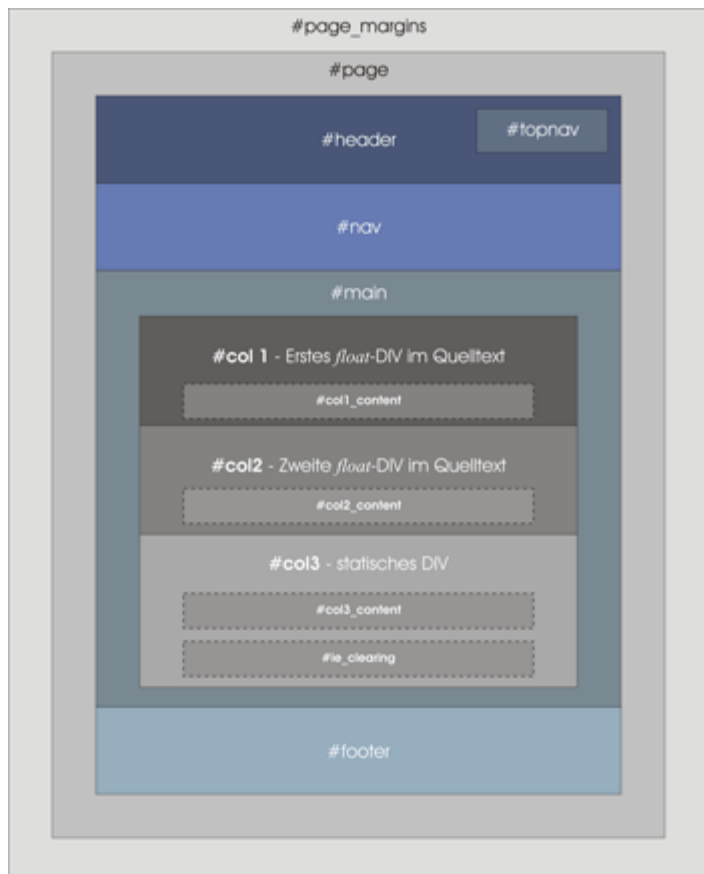 #page_margins
#page
#topnav
#header
#nav
#main
#col 1 - Erstes float-DIV im Quelltext
#col1_content
#col2 - Zweite float-DIV im Quelltext
#col2_content
#col3 - statisches DIV
#col3_content
#ie_clearing
#footer